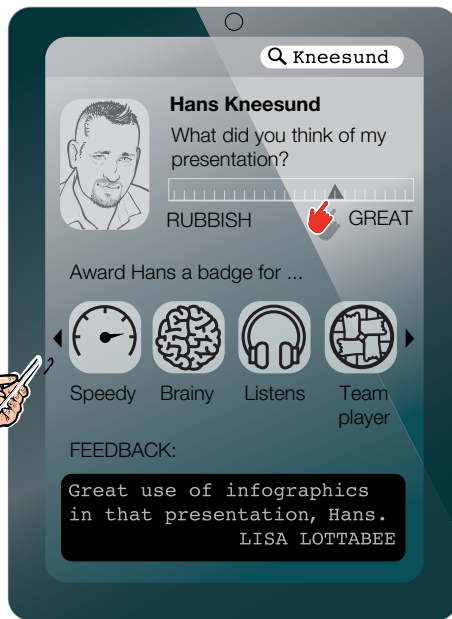 Kneesund
Hans Kneesund
What did you think of my
presentation?
RUBBISH
GREAT
Award Hans a badge for ...
Speedy
Brainy
Listens
Team
player
FEEDBACK:
Great use of infographics
in that presentation, Hans.
LISA LOTTABEE